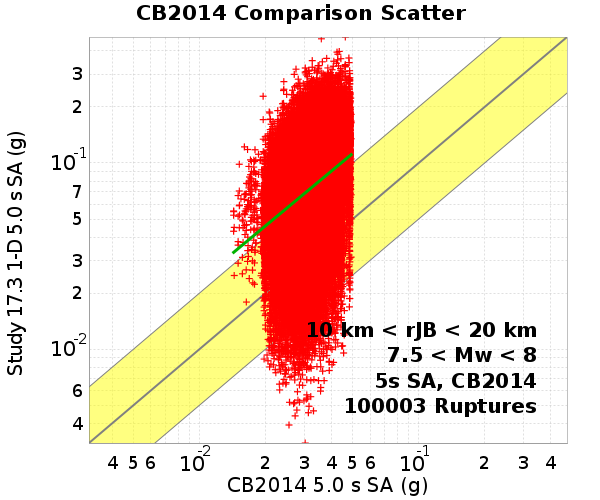 CB2014 Comparison Scatter
Study 17.3 1-D 5.0 s SA (g)
3
2
10-1
7
5
3
2
10-2
6
4
10 km < rJB < 20 km
7.5 < Mw < 8
5s SA, CB2014
100003 Ruptures
4 5 6 10-2 2 3 4 5 6 10-1 2 3 4
CB2014 5.0 s SA (g)